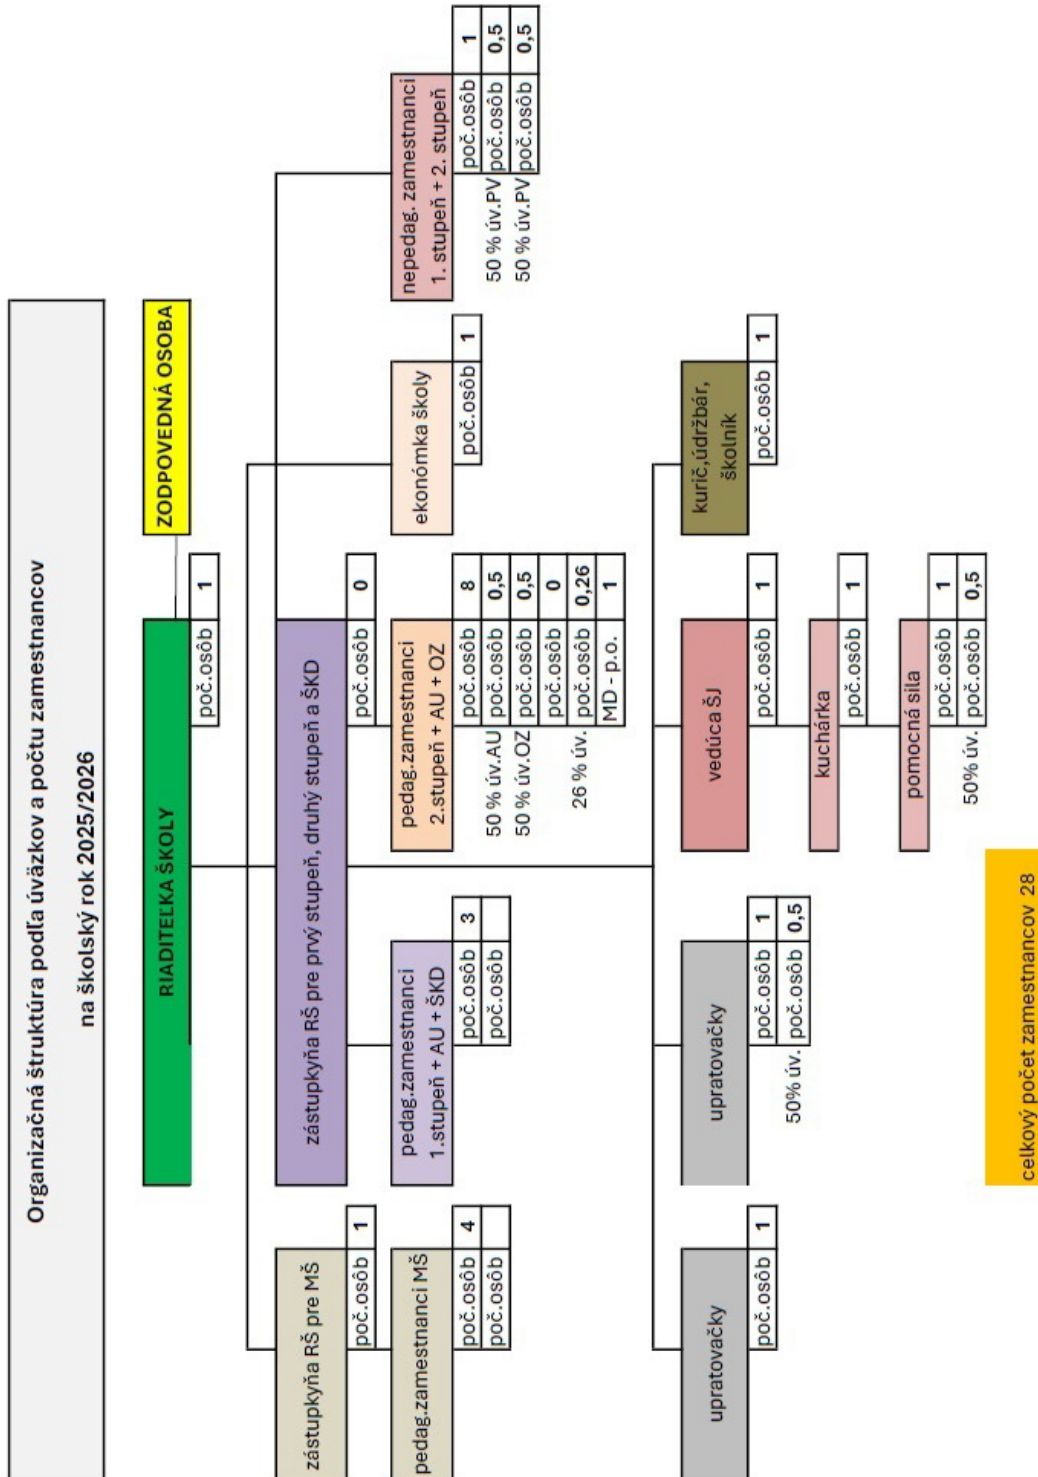 Organizačná štruktúra podľa úväzkov a počtu zamestnancov
na školský rok 2025/2026
RIADITEĽKA ŠKOLY
ZODPOVEDNÁ OSOBA
poč.osôb 1
zástupkyňa RŠ pre MŠ
poč.osôb 1
zástupkyňa RŠ pre prvý stupeň, druhý stupeň a ŠKD
poč.osôb 0
pedag.zamestnanci MŠ
poč.osôb 4
poč.osôb
pedag.zamestnanci
1.stupeň + AU + ŠKD
poč.osôb 3
poč.osôb
pedag.zamestnanci
2.stupeň + AU + OZ
poč.osôb 8
50 % úv.AU poč.osôb 0,5
50 % úv.OZ poč.osôb 0,5
poč.osôb 0
26 % úv. poč.osôb 0,26
MD - p.o. 1
ekonómka školy
poč.osôb 1
nepedag. zamestnanci
1. stupeň + 2. stupeň
poč.osôb 1
50 % úv.PV poč.osôb 0,5
50 % úv.PV poč.osôb 0,5
upratovačky
poč.osôb 1
upratovačky
poč.osôb 1
50% úv. poč.osôb 0,5
vedúca ŠJ
poč.osôb 1
kuchárka
poč.osôb 1
pomocná sila
poč.osôb 1
50% úv. poč.osôb 0,5
kurič,údržbár,
školník
poč.osôb 1
celkový počet zamestnancov 28